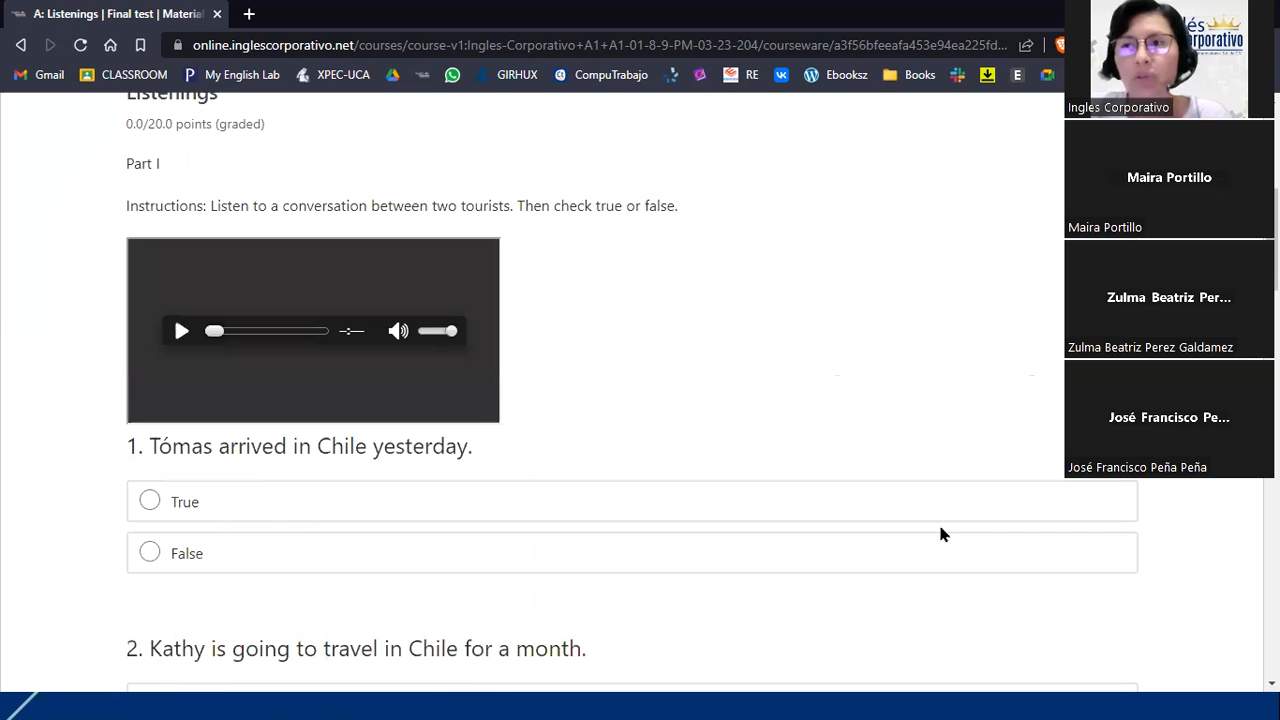 A: Listenings | Final test | Material
online.inglescorporativo.net/courses/course-v1:Ingles-Corporativo+A1+A1-01-8-9-PM-03-23-204/courseware/a3f56bfeefa453e94ea225fd...
Gmail CLASSROOM My English Lab XPEC-UCA GIRHUX CompuTrabajo RE Ebooksz Books
Ingles Corporativo
Listenings
0.0/20.0 points (graded)
Maira Portillo
Maira Portillo
Part I
Instructions: Listen to a conversation between two tourists. Then check true or false.
Zulma Beatriz Per...
Zulma Beatriz Perez Galdamez
José Francisco Pe...
José Francisco Peña Peña
1. Tómas arrived in Chile yesterday.
True
False
2. Kathy is going to travel in Chile for a month.